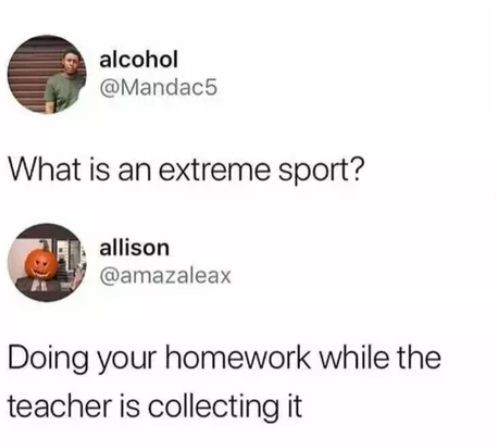 alcohol
@Mandac5
What is an extreme sport?
allison
@amazaleax
Doing your homework while the
teacher is collecting it